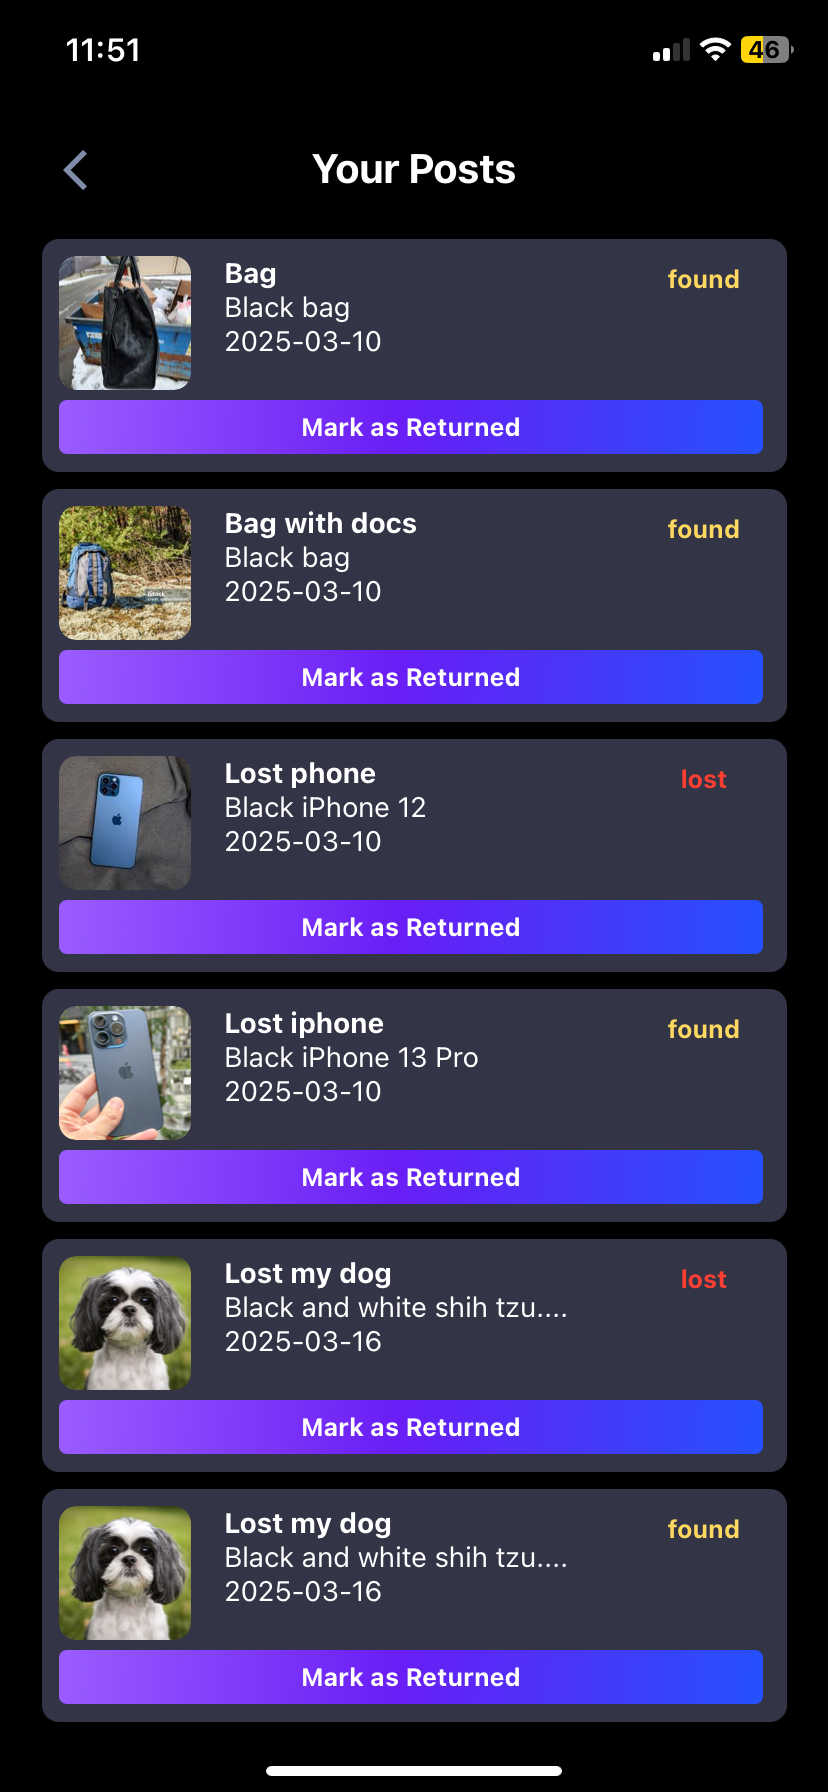 11:51
46
Your Posts
Bag
found
Black bag
2025-03-10
Mark as Returned
Bag with docs
found
Black bag
2025-03-10
iStock
Mark as Returned
Lost phone
lost
Black iPhone 12
2025-03-10
Mark as Returned
Lost iphone
found
Black iPhone 13 Pro
2025-03-10
Mark as Returned
Lost my dog
lost
Black and white shih tzu....
2025-03-16
Mark as Returned
Lost my dog
found
Black and white shih tzu....
2025-03-16
Mark as Returned